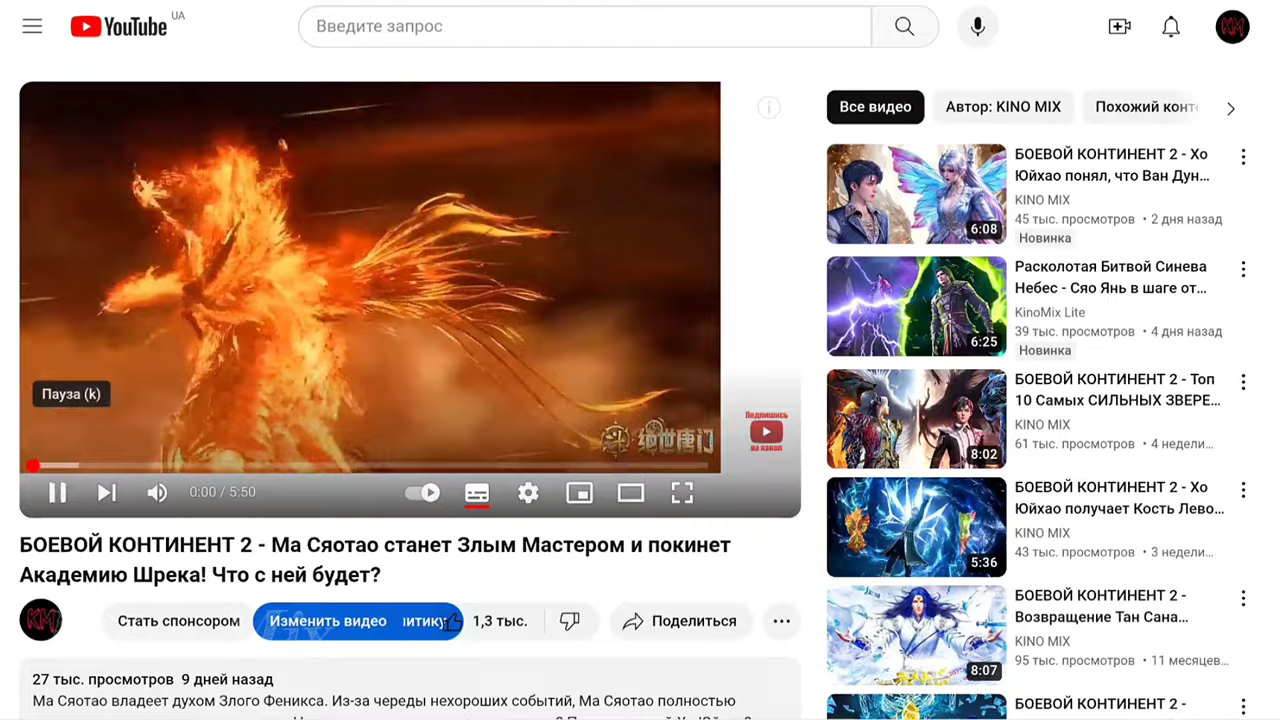 YouTube UA
Введите запрос
KM
Все видео
Автор: KINO MIX
Похожий конт
Пауза (k)
绝世唐门
Подпишись
на канал
0:00 / 5:50
БОЕВОЙ КОНТИНЕНТ 2 - Ма Сяотао станет Злым Мастером и покинет
Академию Шрека! Что с ней будет?
KM
Стать спонсором
Изменить видео
итику
1,3 тыс.
Поделиться
27 тыс. просмотров 9 дней назад
Ма Сяотао владеет духом Злого Феникса. Из-за череды нехороших событий, Ма Сяотао полностью
6:08
БОЕВОЙ КОНТИНЕНТ 2 - Хо
Юйхао понял, что Ван Дун...
KINO MIX
45 тыс. просмотров • 2 дня назад
Новинка
6:25
Расколотая Битвой Синева
Небес - Сяо Янь в шаге от...
KinoMix Lite
39 тыс. просмотров • 4 дня назад
Новинка
8:02
БОЕВОЙ КОНТИНЕНТ 2 - Топ
10 Самых СИЛЬНЫХ ЗВЕРЕ...
KINO MIX
61 тыс. просмотров • 4 недели...
5:36
БОЕВОЙ КОНТИНЕНТ 2 - Хо
Юйхао получает Кость Лево...
KINO MIX
43 тыс. просмотров • 3 недели...
8:07
БОЕВОЙ КОНТИНЕНТ 2 -
Возвращение Тан Сана...
KINO MIX
95 тыс. просмотров • 11 месяцев...
БОЕВОЙ КОНТИНЕНТ 2 -